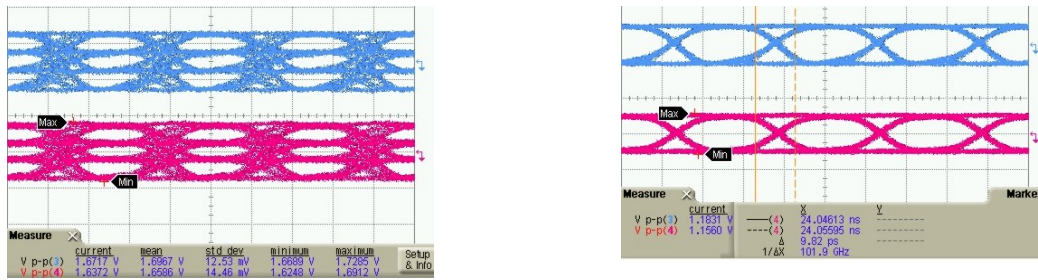 Max
Min
Measure
current mean std dev minimum maximum
V p-p(3) 1.6717 V 1.6967 V 12.53 mV 1.6689 V 1.7285 V
V p-p(4) 1.6372 V 1.6586 V 14.46 mV 1.6248 V 1.6912 V
Setup
& Info
Max
Min
Measure
Marke
current X Y
V p-p(3) 1.1831 V (4) 24.04613 ns
V p-p(4) 1.1560 V (4) 24.05595 ns
Δ 9.82 ps
1/ΔX 101.9 GHz